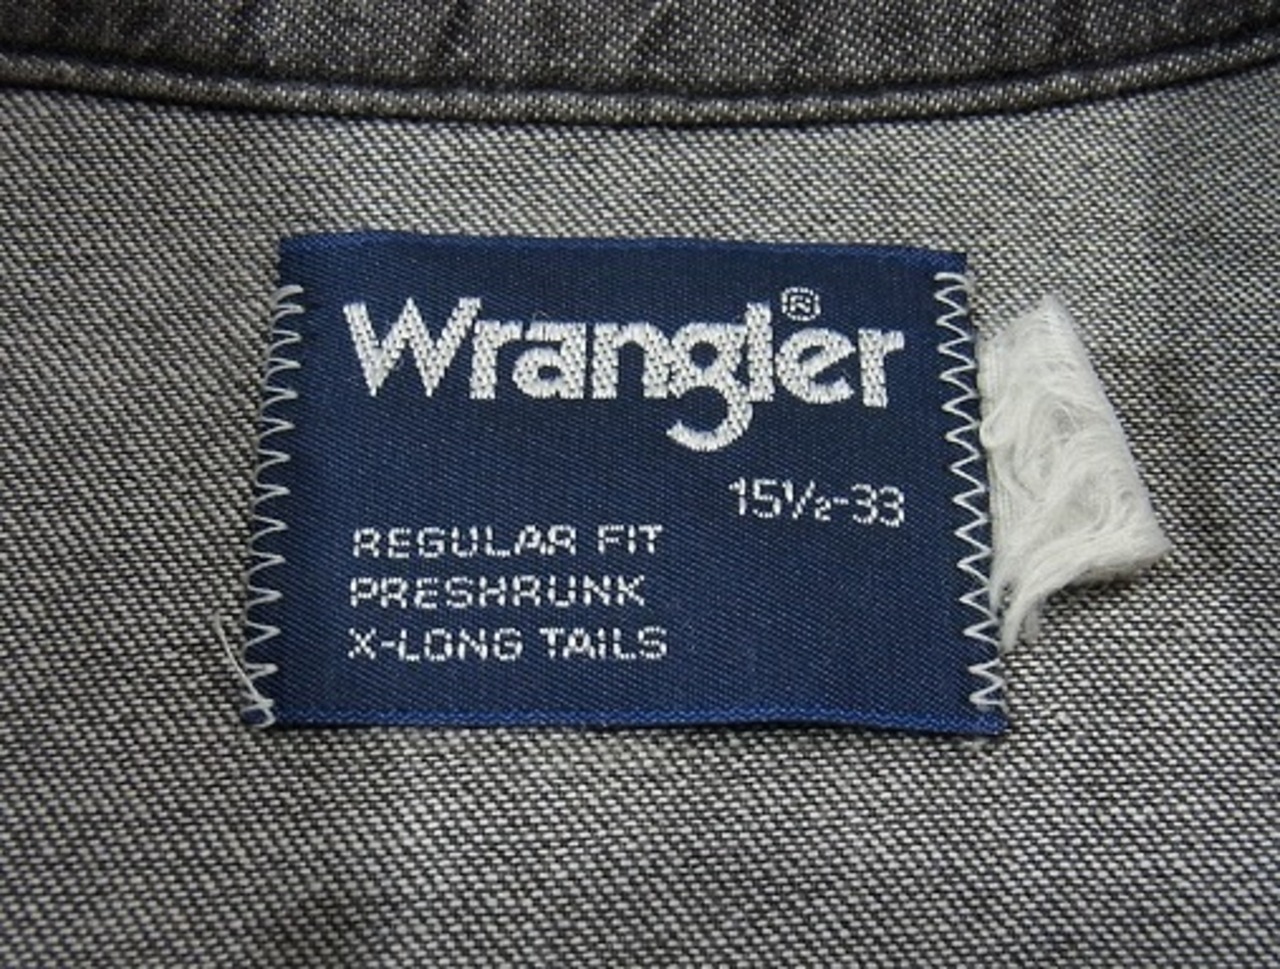 Wrangler®
15½-33
REGULAR FIT
PRESHRUNK
X-LONG TAILS